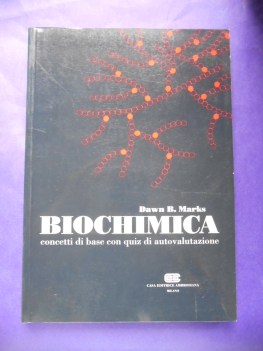 Dawn B. Marks
BIOCHIMICA
concetti di base con quiz di autovalutazione
CASA EDITRICE AMBROSIANA
MILANO